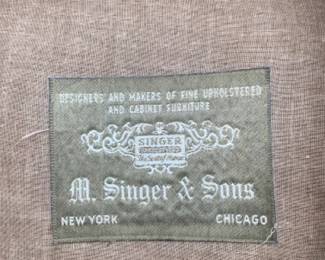 DESIGNERS AND MAKERS OF FINE UPHOLSTERED
AND CABINET FURNITURE
SINGER
M. Singer & Sons
NEW YORK CHICAGO